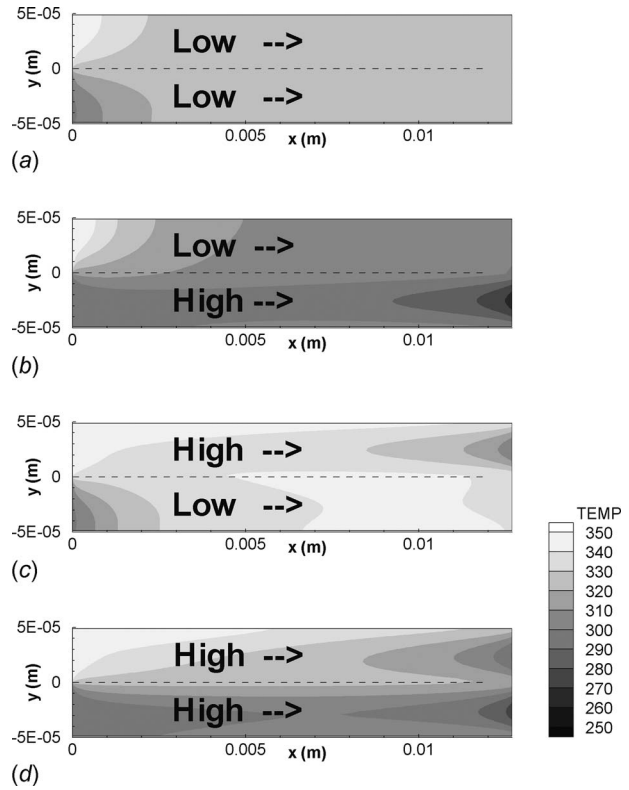 5E-05
y (m)
0
-5E-05
Low -->
Low -->
0
0.005
0.01
x (m)
(a)
5E-05
y (m)
0
-5E-05
Low -->
High -->
0
0.005
0.01
x (m)
(b)
5E-05
y (m)
0
-5E-05
High -->
Low -->
0
0.005
0.01
x (m)
(c)
5E-05
y (m)
0
-5E-05
High -->
High -->
0
0.005
0.01
x (m)
(d)
TEMP
350
340
330
320
310
300
290
280
270
260
250